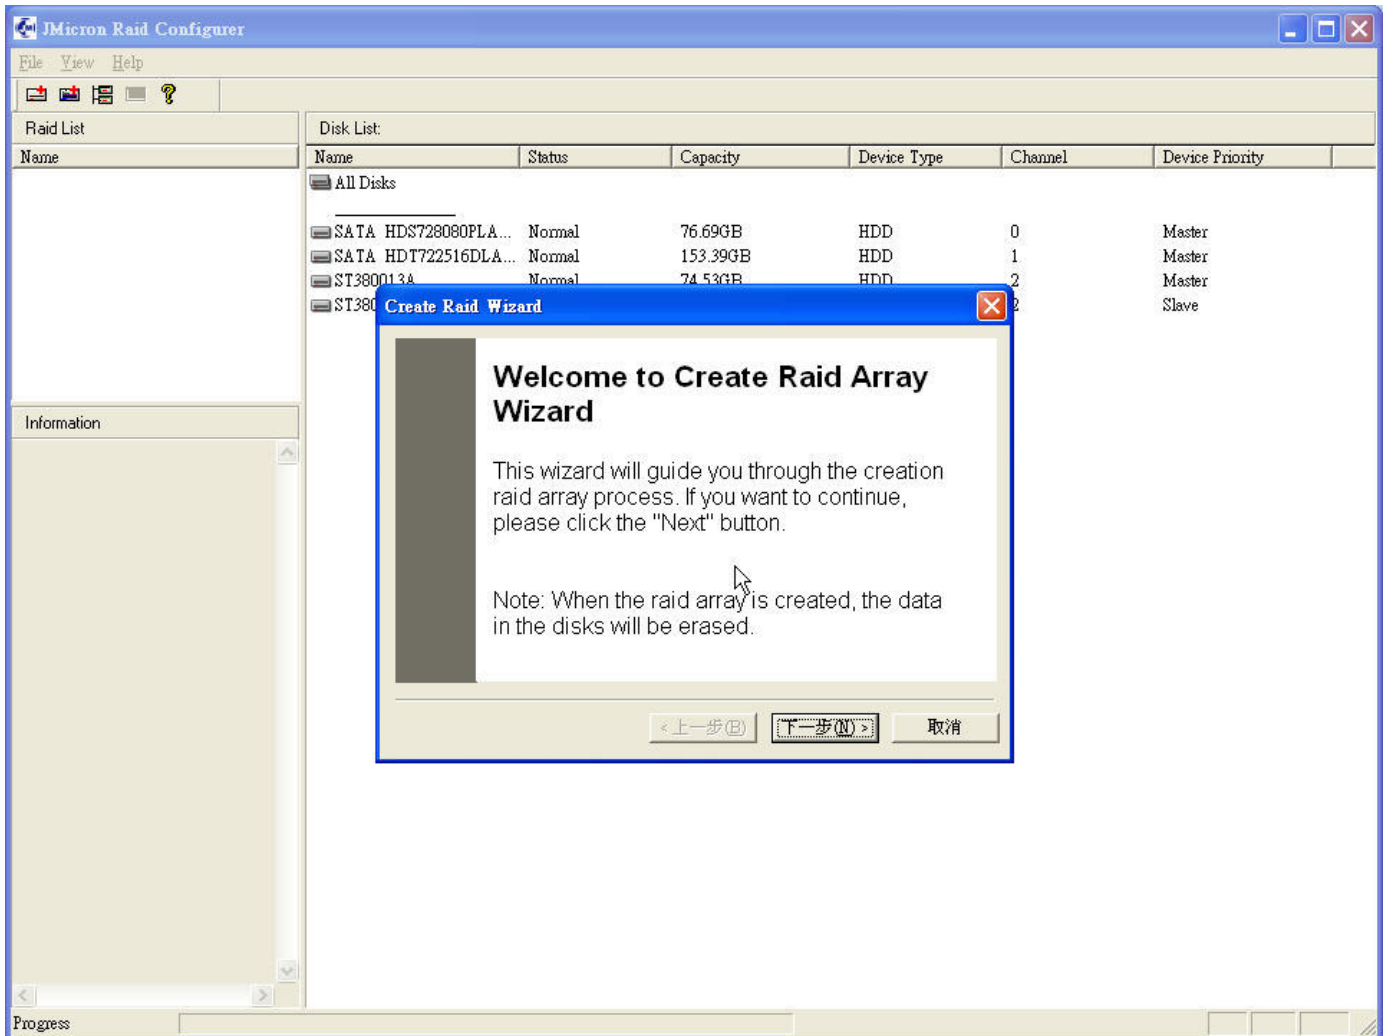 JMicron Raid Configurer
File View Help
Raid List
Disk List:
Name
Name Status Capacity Device Type Channel Device Priority
All Disks
SATA HDS728080PLA... Normal 76.69GB HDD 0 Master
SATA HDT722516DLA... Normal 153.39GB HDD 1 Master
ST380013A Normal 74.53GB HDD 2 Master
ST380 2 Slave
Create Raid Wizard
Welcome to Create Raid Array
Wizard
This wizard will guide you through the creation
raid array process. If you want to continue,
please click the "Next" button.
Note: When the raid array is created, the data
in the disks will be erased.
<上一步(B) 下一步(N) > 取消
Information
Progress